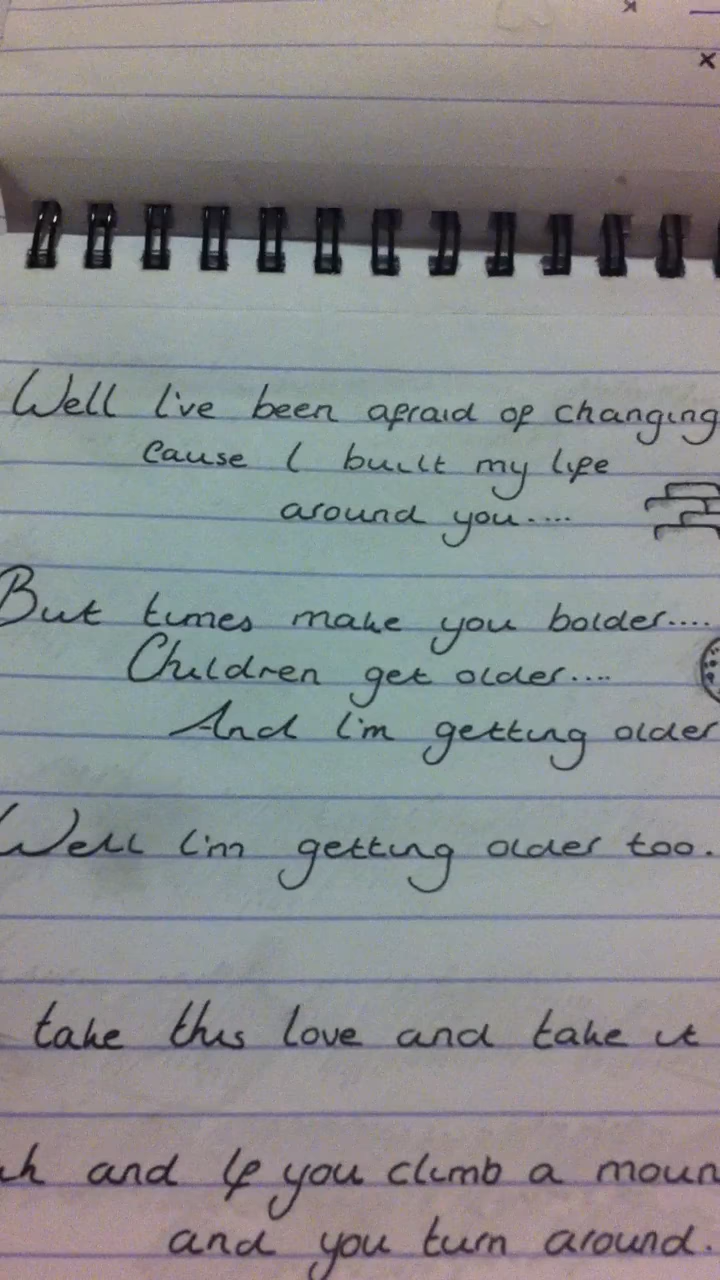 Well I've been afraid of changing
cause I built my life
around you....
But times make you bolder....
Children get older....
And I'm getting older
Well I'm getting older too.
take this love and take it
and If you climb a moun
and you turn around.